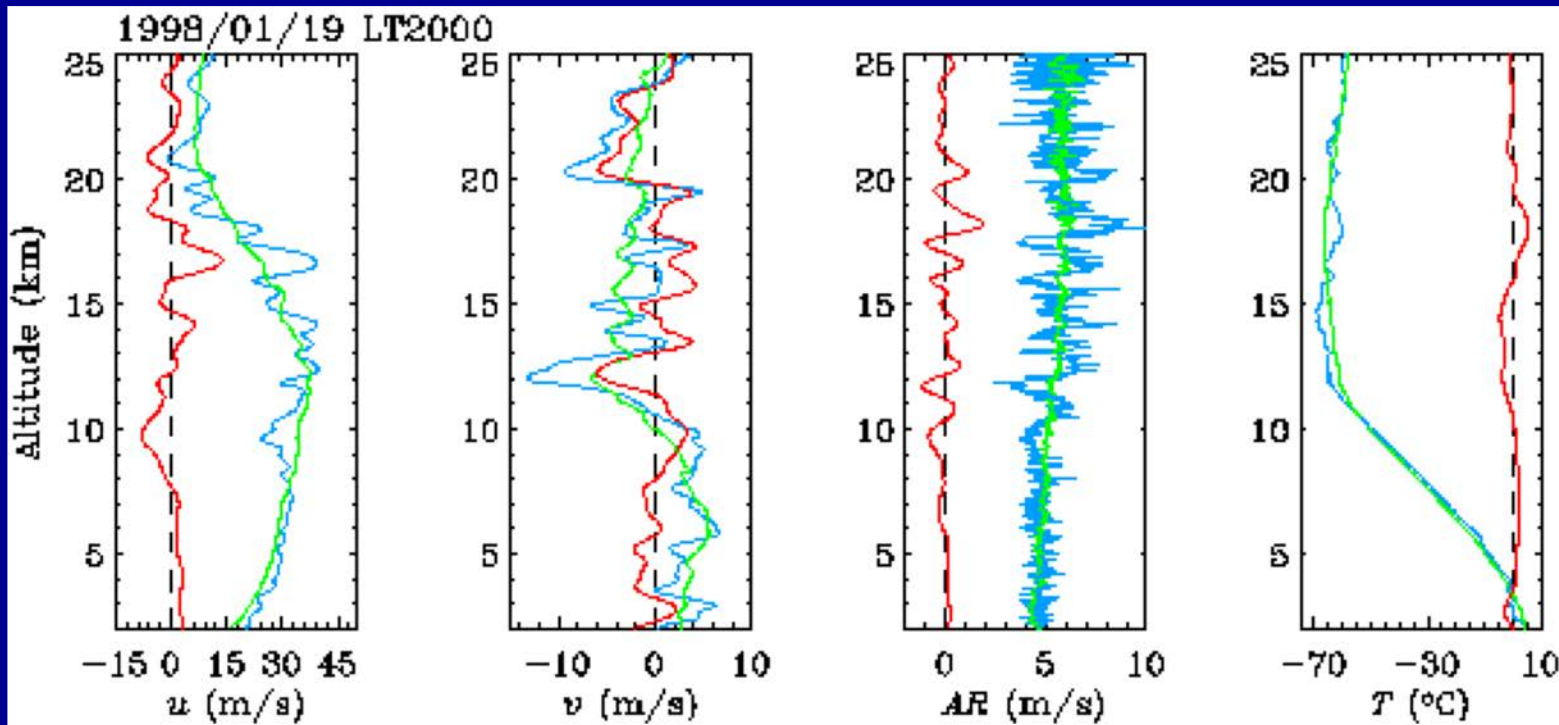 1998/01/19 LT2000
Altitude (km)
25 20 15 10 5
−15 0 15 30 45
u (m/s)
25 20 15 10 5
−10 0 10
v (m/s)
25 20 15 10 5
0 5 10
AR (m/s)
25 20 15 10 5
−70 −30 10
T (°C)